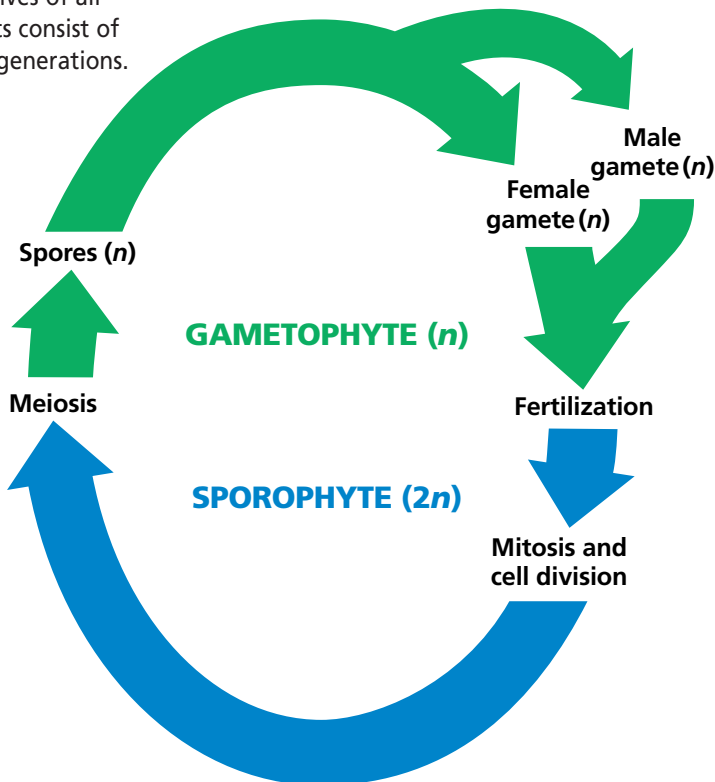 ts consist of
generations.
Male
gamete (n)
Female
gamete (n)
Spores (n)
GAMETOPHYTE (n)
Meiosis
Fertilization
SPOROPHYTE (2n)
Mitosis and
cell division